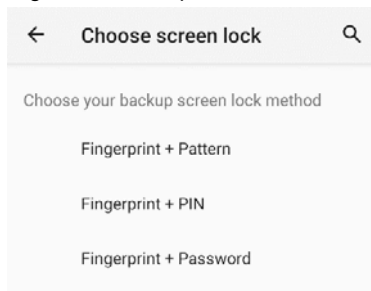 Choose screen lock
Choose your backup screen lock method
Fingerprint + Pattern
Fingerprint + PIN
Fingerprint + Password